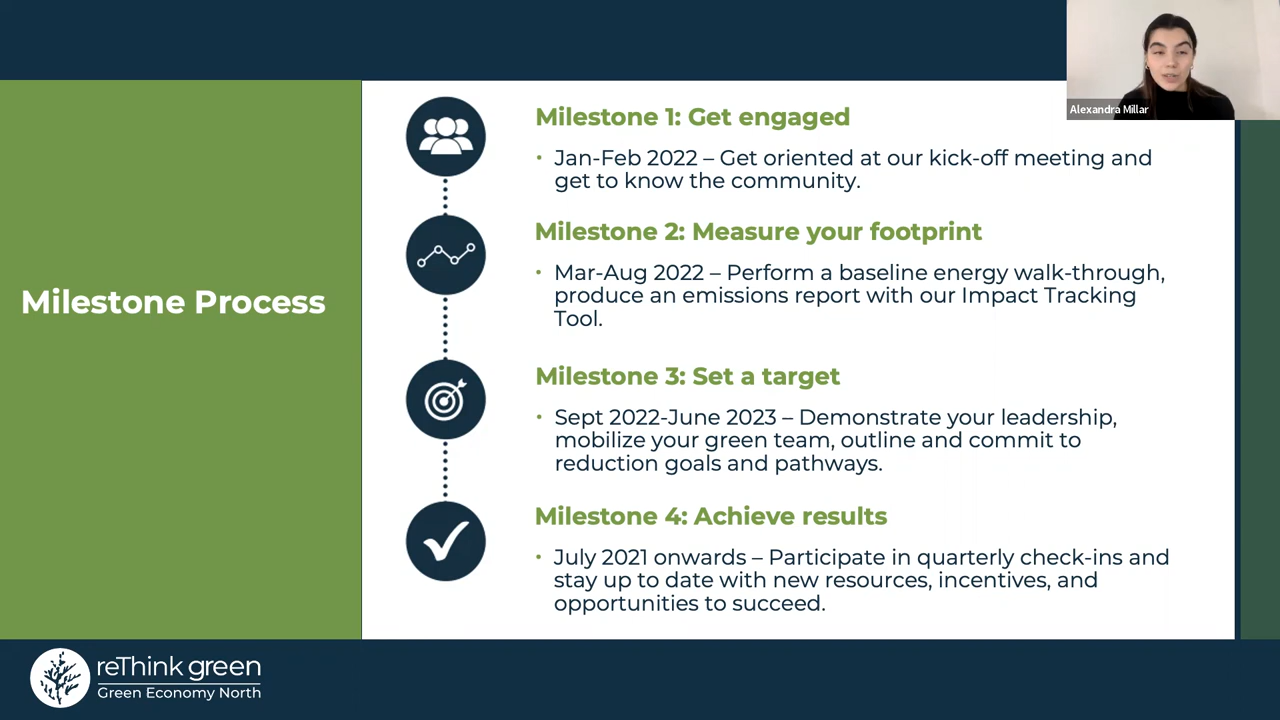 Alexandra Millar
Milestone Process
Milestone 1: Get engaged
• Jan-Feb 2022 – Get oriented at our kick-off meeting and
get to know the community.
Milestone 2: Measure your footprint
• Mar-Aug 2022 – Perform a baseline energy walk-through,
produce an emissions report with our Impact Tracking
Tool.
Milestone 3: Set a target
• Sept 2022-June 2023 – Demonstrate your leadership,
mobilize your green team, outline and commit to
reduction goals and pathways.
Milestone 4: Achieve results
• July 2021 onwards – Participate in quarterly check-ins and
stay up to date with new resources, incentives, and
opportunities to succeed.
reThink green
Green Economy North